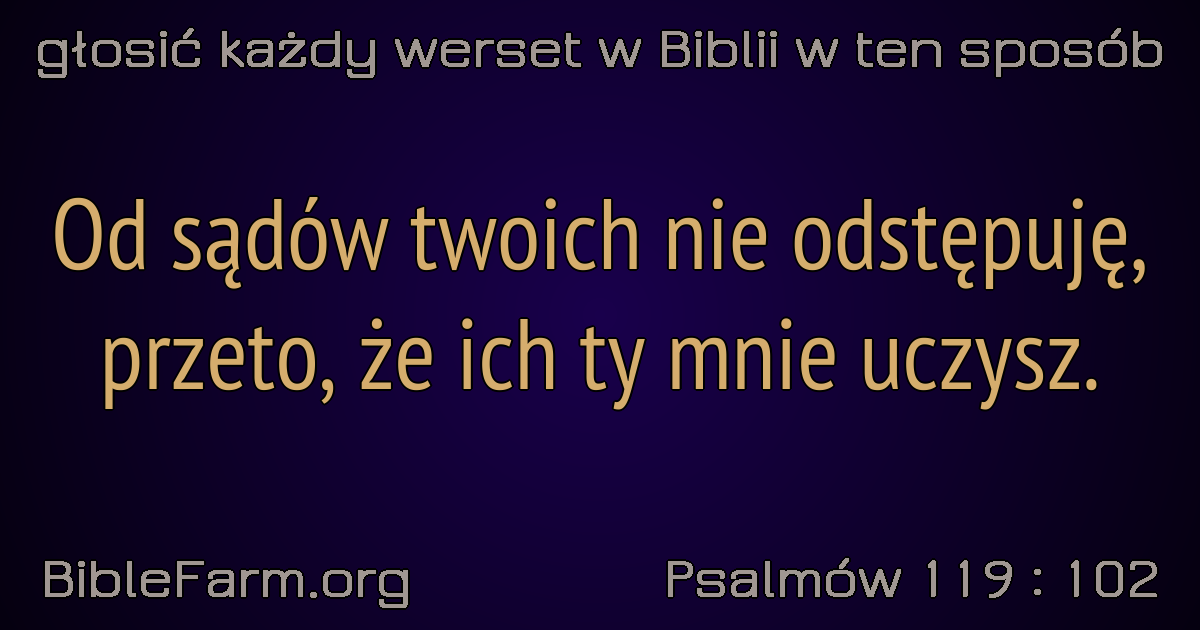 głosić każdy werset w Biblii w ten sposób
Od sądów twoich nie odstępuję,
przeto, że ich ty mnie uczysz.
BibleFarm.org
Psalmów 119 : 102